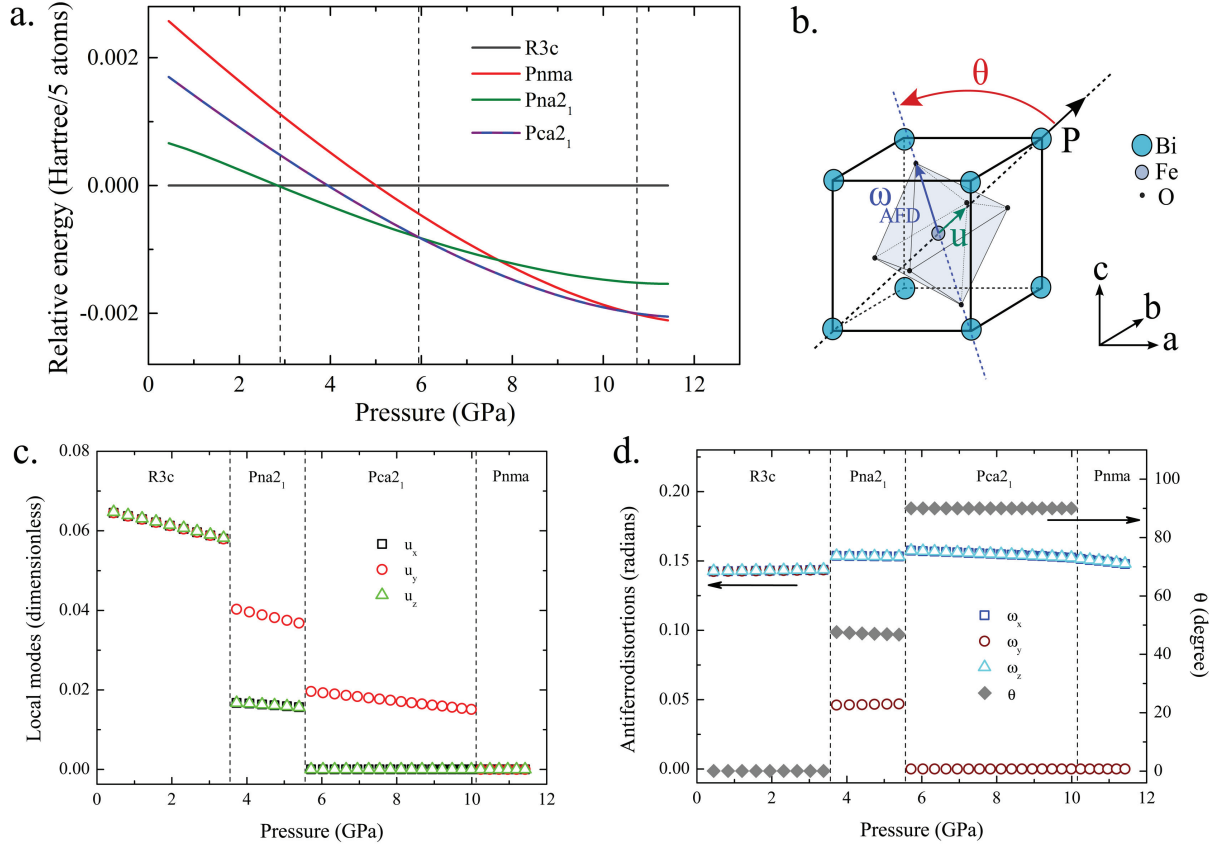 a.
Relative energy (Hartree/5 atoms)
0.002
0.000
-0.002
R3c
Pnma
Pna2₁
Pca2₁
0 2 4 6 8 10 12
Pressure (GPa)
b.
θ
P
ω
AFD
u
Bi
Fe
O
c
b
a
c.
Local modes (dimensionless)
0.08
0.06
0.04
0.02
0.00
R3c Pna2₁ Pca2₁ Pnma
uₓ
u_y
u_z
0 2 4 6 8 10 12
Pressure (GPa)
d.
Antiferrodistortions (radians)
0.20
0.15
0.10
0.05
0.00
R3c Pna2₁ Pca2₁ Pnma
ωₓ
ω_y
ω_z
θ
100
80
60
40
20
0
θ (degree)
0 2 4 6 8 10 12
Pressure (GPa)